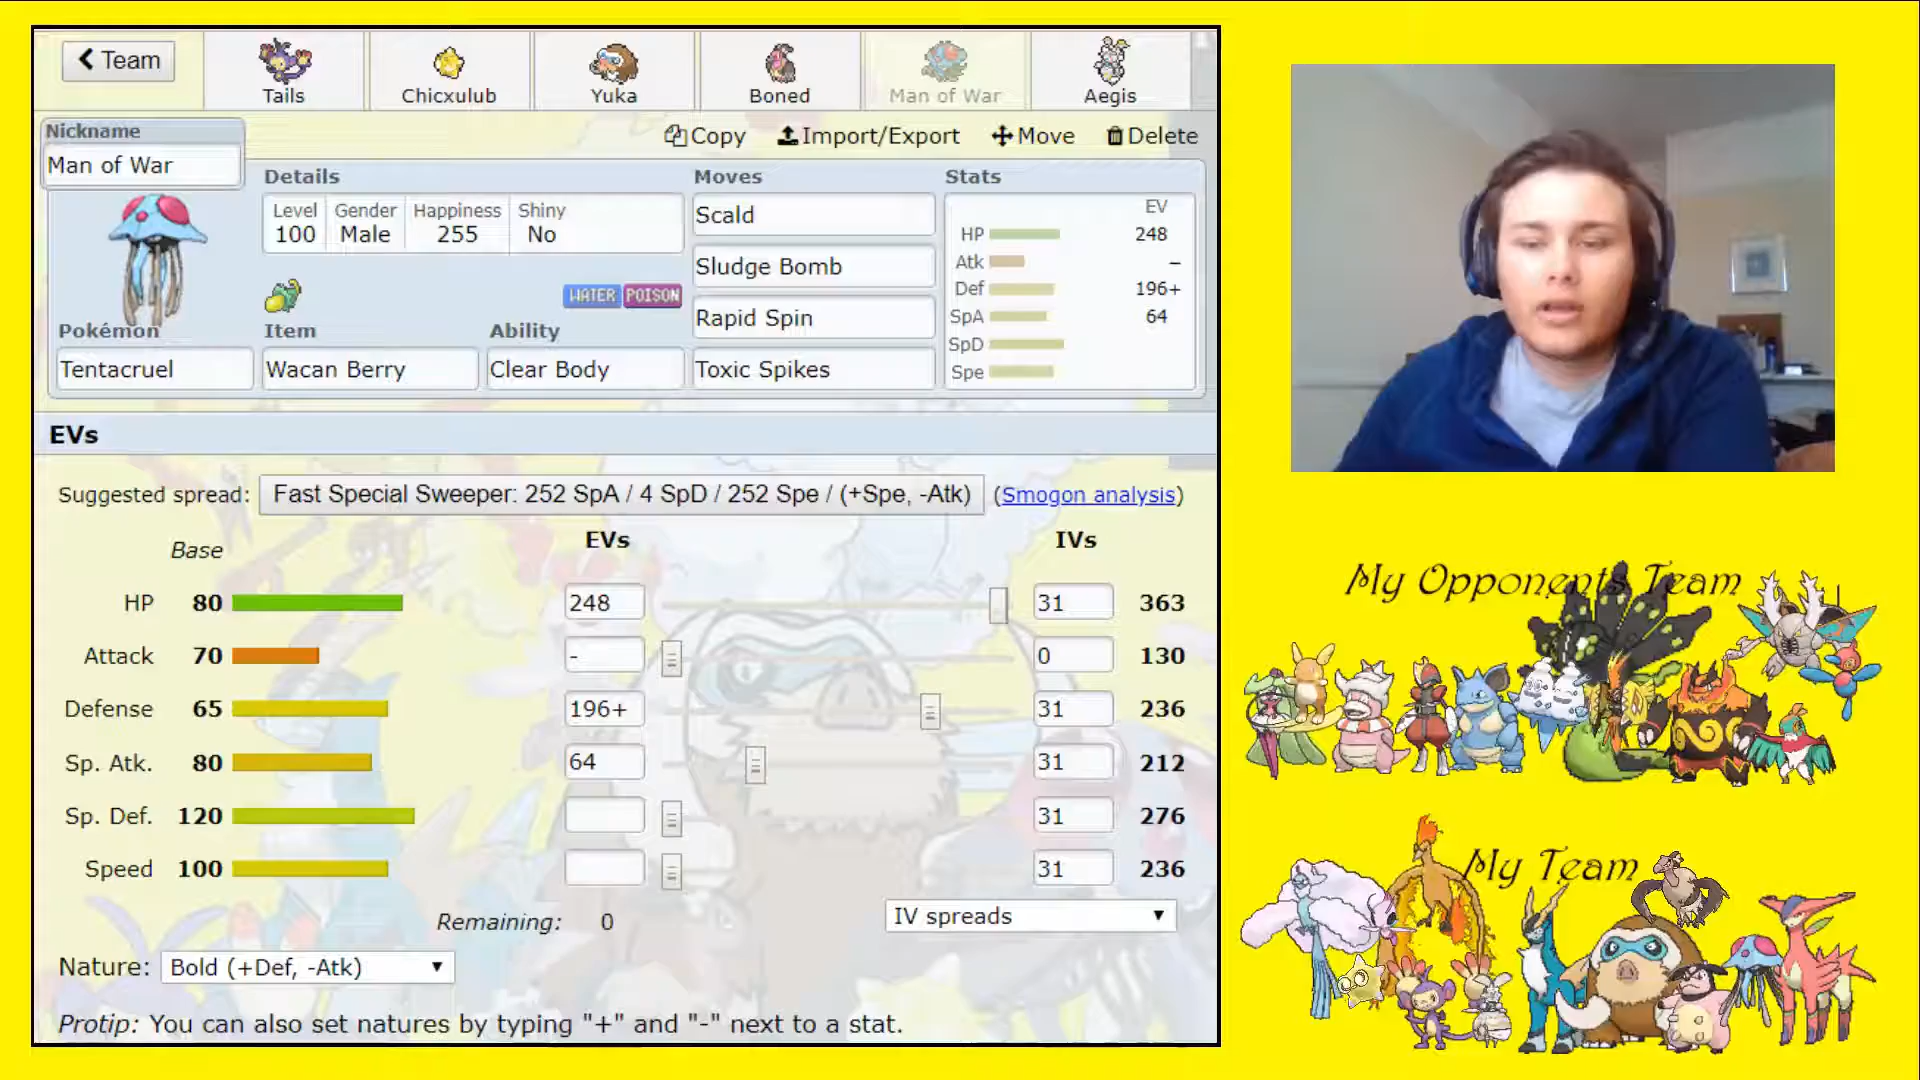 Team
Tails
Chicxulub
Yuka
Boned
Man of War
Aegis
Copy
Import/Export
Move
Delete
Nickname
Man of War
Details
Moves
Stats
Level Gender Happiness Shiny
100 Male 255 No
WATER POISON
Pokémon
Item
Ability
Tentacruel
Wacan Berry
Clear Body
Scald
Sludge Bomb
Rapid Spin
Toxic Spikes
EV
HP 248
Atk –
Def 196+
SpA 64
SpD
Spe
EVs
Suggested spread: Fast Special Sweeper: 252 SpA / 4 SpD / 252 Spe / (+Spe, -Atk) (Smogon analysis)
Base EVs IVs
HP 80 248 31 363
Attack 70 - 0 130
Defense 65 196+ 31 236
Sp. Atk. 80 64 31 212
Sp. Def. 120 31 276
Speed 100 31 236
Remaining: 0
IV spreads
Nature: Bold (+Def, -Atk)
Protip: You can also set natures by typing "+" and "-" next to a stat.
My Opponents Team
My Team